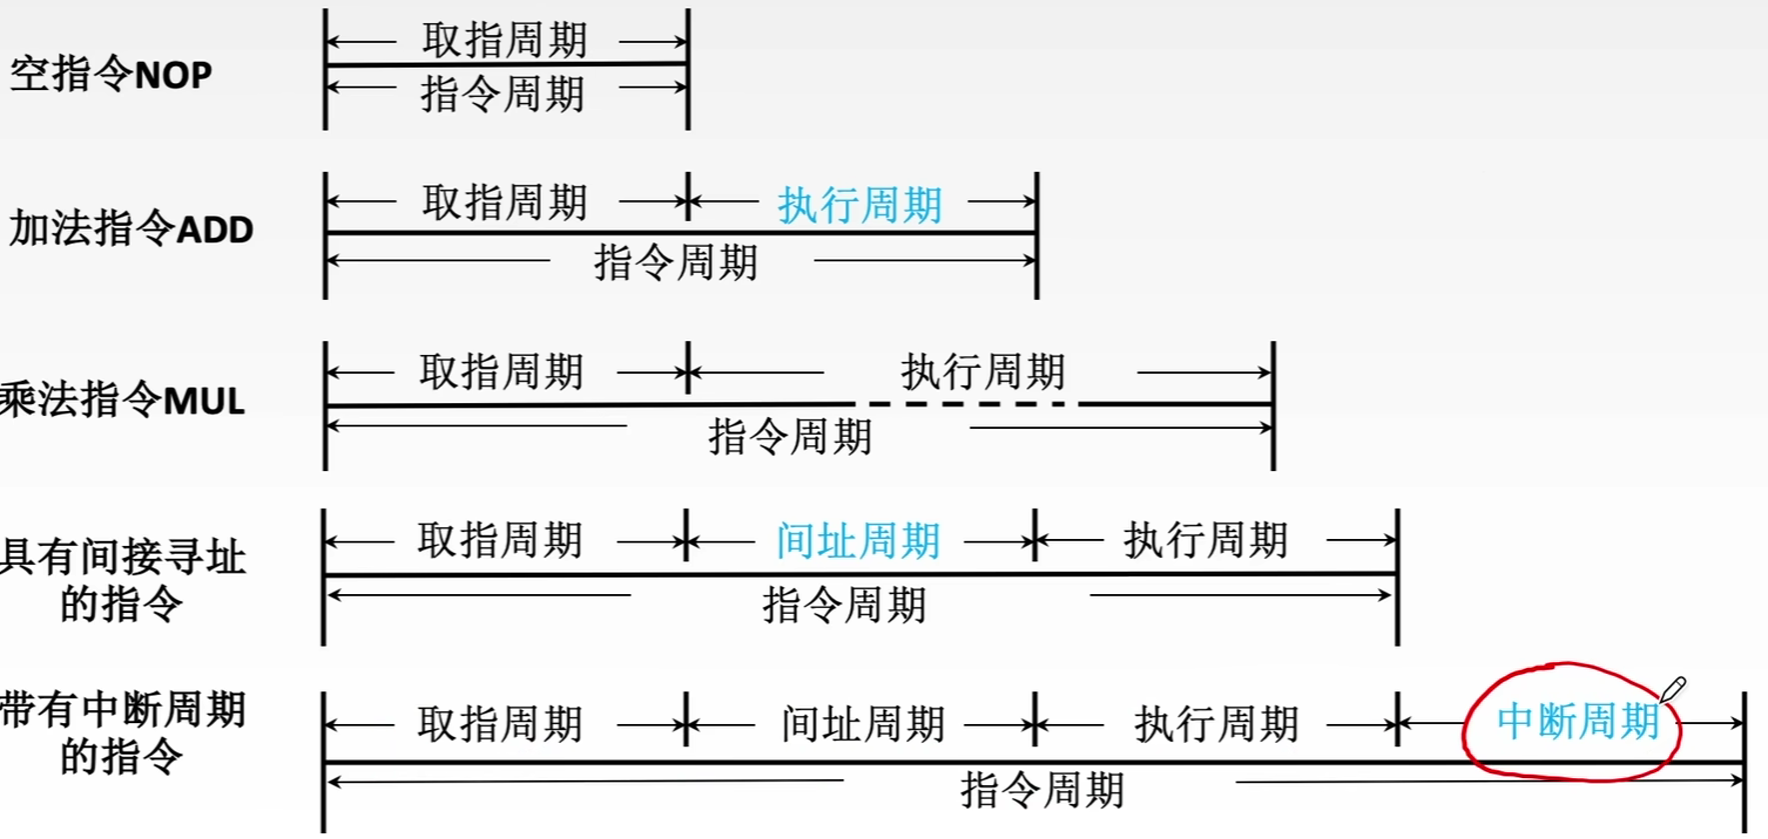 取指周期
空指令NOP
指令周期
取指周期 执行周期
加法指令ADD
指令周期
取指周期 执行周期
乘法指令MUL
指令周期
取指周期 间址周期 执行周期
具有间接寻址
的指令
指令周期
带有中断周期
的指令
取指周期 间址周期 执行周期 中断周期
指令周期